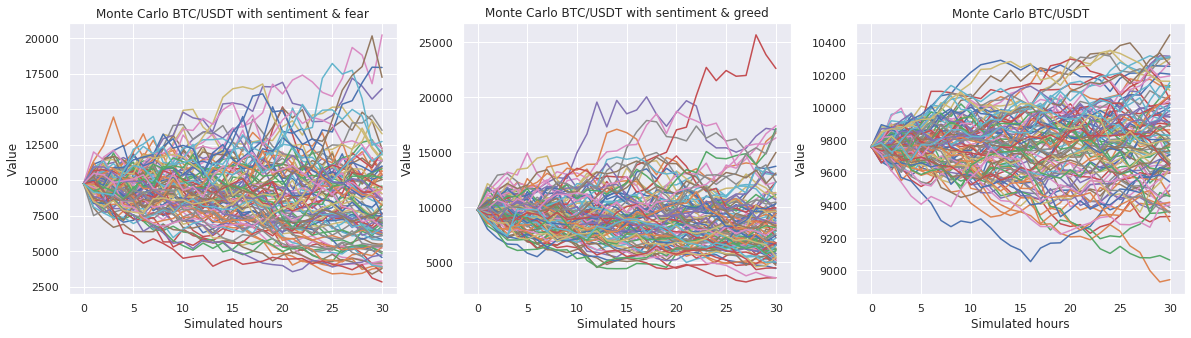 Monte Carlo BTC/USDT with sentiment & fear
Value
20000
17500
15000
12500
10000
7500
5000
2500
0 5 10 15 20 25 30
Simulated hours
Monte Carlo BTC/USDT with sentiment & greed
Value
25000
20000
15000
10000
5000
0 5 10 15 20 25 30
Simulated hours
Monte Carlo BTC/USDT
Value
10400
10200
10000
9800
9600
9400
9200
9000
0 5 10 15 20 25 30
Simulated hours